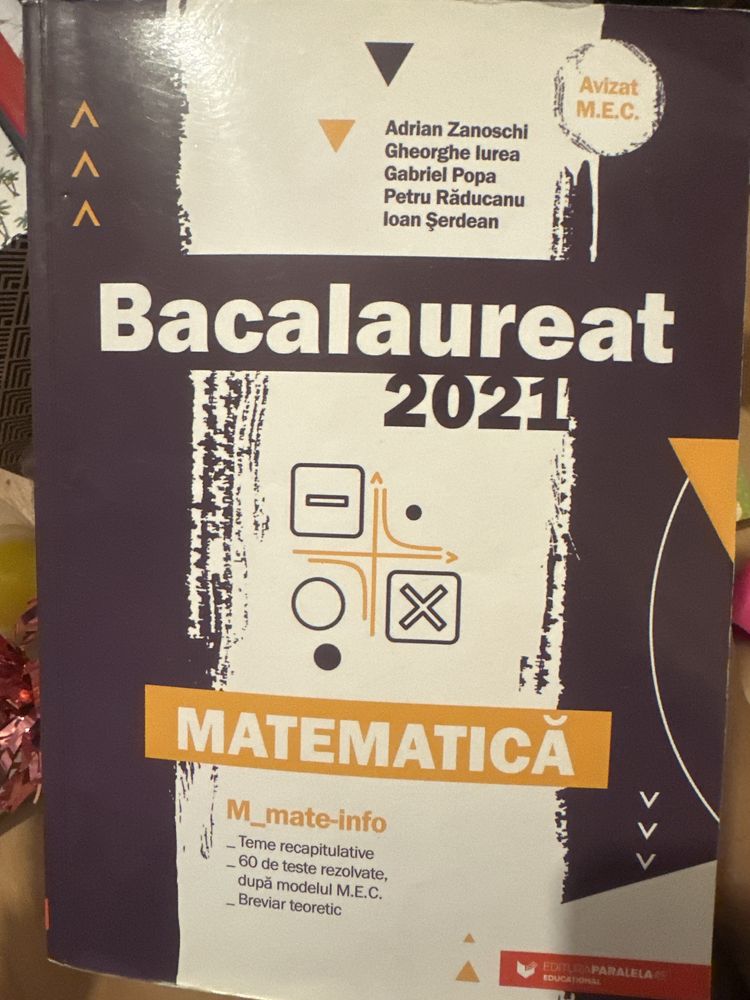 Avizat
M.E.C.
Adrian Zanoschi
Gheorghe Iurea
Gabriel Popa
Petru Răducanu
Ioan Şerdean
Bacalaureat
2021
MATEMATICĂ
M_mate-info
_ Teme recapitulative
_ 60 de teste rezolvate,
după modelul M.E.C.
_ Breviar teoretic
EDITURA PARALELA 45
EDUCATIONAL